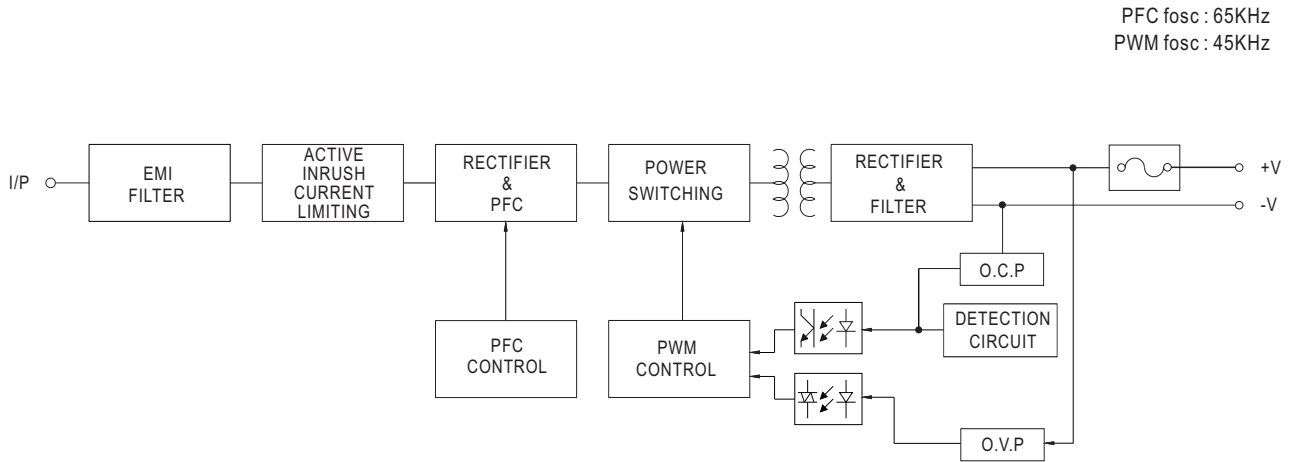 PFC fosc : 65KHz
PWM fosc : 45KHz
I/P
EMI
FILTER
ACTIVE
INRUSH
CURRENT
LIMITING
RECTIFIER
&
PFC
POWER
SWITCHING
RECTIFIER
&
FILTER
+V
-V
O.C.P
DETECTION
CIRCUIT
PFC
CONTROL
PWM
CONTROL
O.V.P